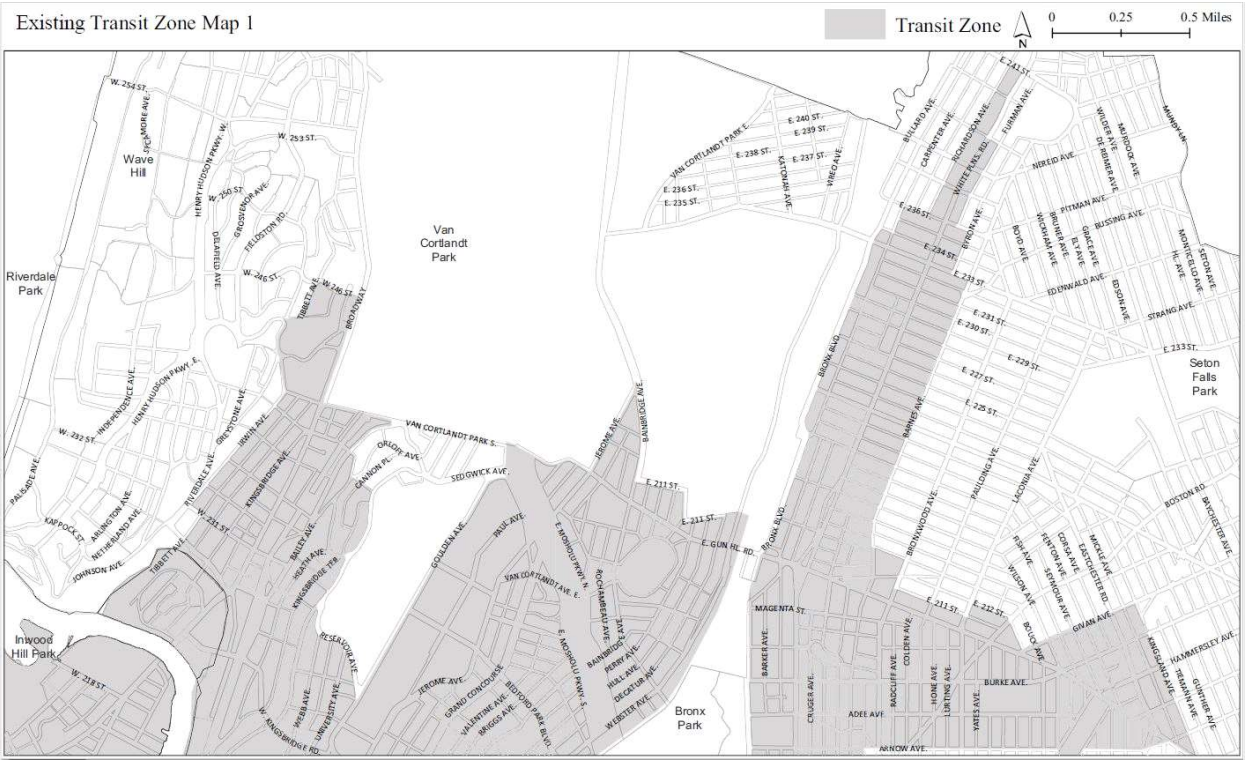 Existing Transit Zone Map 1
Transit Zone
N
0 0.25 0.5 Miles
W. 254 ST.
SYCAMORE AVE.
Wave
Hill
HENRY HUDSON PKWY. W.
W. 253 ST.
W. 250 ST
GROSVENOR AVE.
FIELDSTON RD.
DELAFIELD AVE.
W. 246 ST.
W. 246 ST.
TIBBETT AVE.
BROADWAY
Van
Cortlandt
Park
Riverdale
Park
VAN CORTLANDT PARK E.
E. 240 ST.
E. 239 ST.
E. 238 ST.
E. 237 ST.
E. 236 ST.
E. 235 ST.
KATONAH AVE.
VIREO AVE.
BULLARD AVE.
CARPENTER AVE.
RICHARDSON AVE.
WHITE PLNS. RD.
E. 241 ST.
FURMAN AVE.
WILDER AVE.
DE REIMER AVE.
MURDOCK AVE.
MUNDY LN.
NEREID AVE.
PITMAN AVE.
BUSSING AVE.
E. 236 ST.
E. 234 ST.
E. 233 ST.
BYRON AVE.
BOYD AVE.
WICKHAM AVE.
BRUNER AVE.
ELY AVE.
GRACE AVE.
EDSON AVE.
EDENWALD AVE.
MONTICELLO AVE.
HL. AVE.
SETON AVE.
STRANG AVE.
E. 233 ST.
Seton
Falls
Park
E. 231 ST.
E. 230 ST.
E. 229 ST.
E. 227 ST.
E. 225 ST.
BRONX BLVD.
BARNES AVE.
BRONXWOOD AVE.
PAULDING AVE.
LACONIA AVE.
BOSTON RD.
BAYCHESTER AVE.
INDEPENDENCE AVE.
HENRY HUDSON PKWY. E.
GREYSTONE AVE.
IRWIN AVE.
W. 232 ST.
PALISADE AVE.
KAPPOCK ST.
ARLINGTON AVE.
NETHERLAND AVE.
JOHNSON AVE.
RIVERDALE AVE.
KINGSBRIDGE AVE.
W. 231 ST.
TIBBETT AVE.
BAILEY AVE.
HEATH AVE.
KINGSBRIDGE TER.
VAN CORTLANDT PARK S.
ORLOFF AVE.
CANNON PL.
SEDGWICK AVE.
JEROME AVE.
BAINBRIDGE AVE.
E. 211 ST.
E. 211 ST.
E. GUN HL. RD.
BRONX BLVD.
GOULDEN AVE.
PAUL AVE.
E. MOSHOLU PKWY. N.
VAN CORTLANDT AVE. E.
ROCHAMBEAU AVE.
BAINBRIDGE AVE.
PERRY AVE.
HULL AVE.
DECATUR AVE.
WEBSTER AVE.
E. MOSHOLU PKWY. S.
RESERVOIR AVE.
JEROME AVE.
GRAND CONCOURSE
VALENTINE AVE.
BRIGGS AVE.
BEDFORD PARK BLVD.
WEBB AVE.
UNIVERSITY AVE.
W. KINGSBRIDGE RD.
Inwood
Hill Park
W. 218 ST
Bronx
Park
MAGENTA ST.
BARKER AVE.
CRUGER AVE.
ADEE AVE.
ARNOW AVE.
RADCLIFF AVE.
COLDEN AVE.
HONE AVE.
LURTING AVE.
YATES AVE.
BURKE AVE.
E. 211 ST.
E. 212 ST.
WILSON AVE.
FISH AVE.
FENTON AVE.
SEYMOUR AVE.
CORSA AVE.
EASTCHESTER RD.
MICKLE AVE.
BOUCK AVE.
GIVAN AVE.
KINGSLAND AVE.
HAMMERSLEY AVE.
TIEMANN AVE.
GUNTHER AVE.